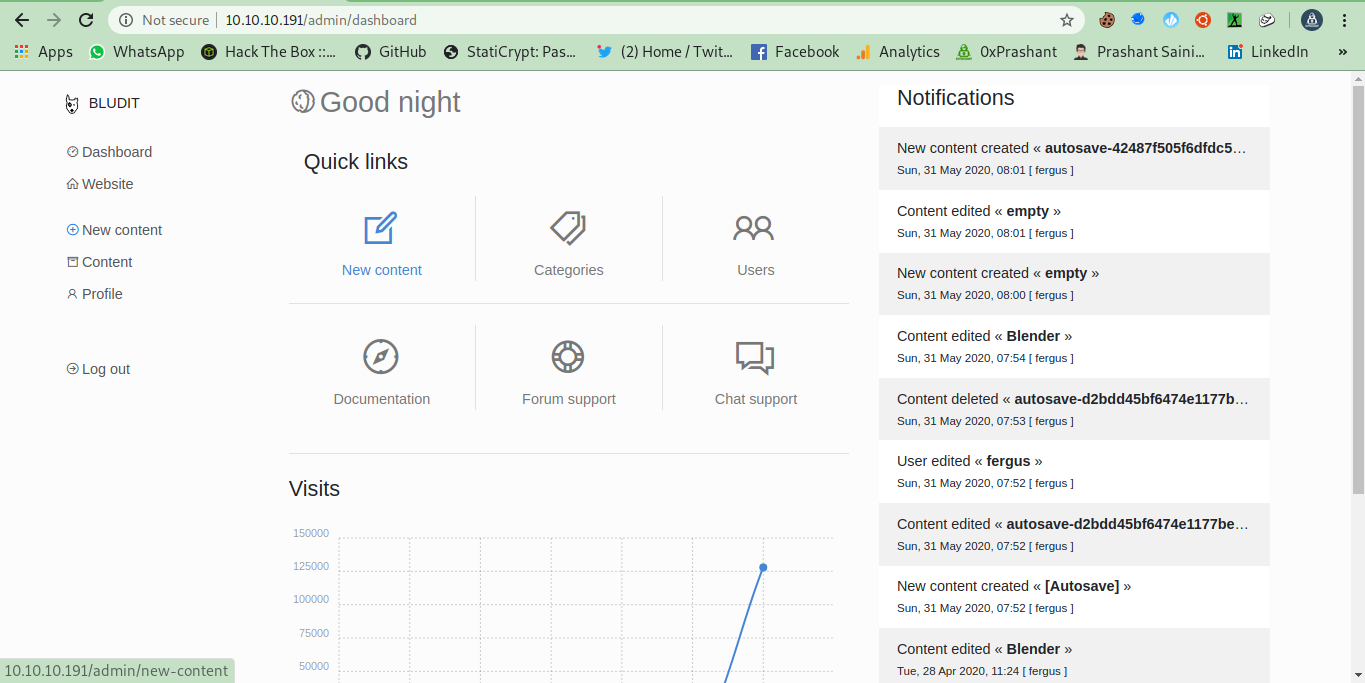 Not secure | 10.10.10.191/admin/dashboard
Apps WhatsApp Hack The Box ::... GitHub StatiCrypt: Pas... (2) Home / Twit... Facebook Analytics 0xPrashant Prashant Saini... LinkedIn »
BLUDIT
Dashboard
Website
New content
Content
Profile
Log out
Good night
Quick links
New content
Categories
Users
Documentation
Forum support
Chat support
Visits
150000
125000
100000
75000
50000
Notifications
New content created « autosave-42487f505f6dfdc5...
Sun, 31 May 2020, 08:01 [ fergus ]
Content edited « empty »
Sun, 31 May 2020, 08:01 [ fergus ]
New content created « empty »
Sun, 31 May 2020, 08:00 [ fergus ]
Content edited « Blender »
Sun, 31 May 2020, 07:54 [ fergus ]
Content deleted « autosave-d2bdd45bf6474e1177b...
Sun, 31 May 2020, 07:53 [ fergus ]
User edited « fergus »
Sun, 31 May 2020, 07:52 [ fergus ]
Content edited « autosave-d2bdd45bf6474e1177be...
Sun, 31 May 2020, 07:52 [ fergus ]
New content created « [Autosave] »
Sun, 31 May 2020, 07:52 [ fergus ]
Content edited « Blender »
Tue, 28 Apr 2020, 11:24 [ fergus ]
10.10.10.191/admin/new-content